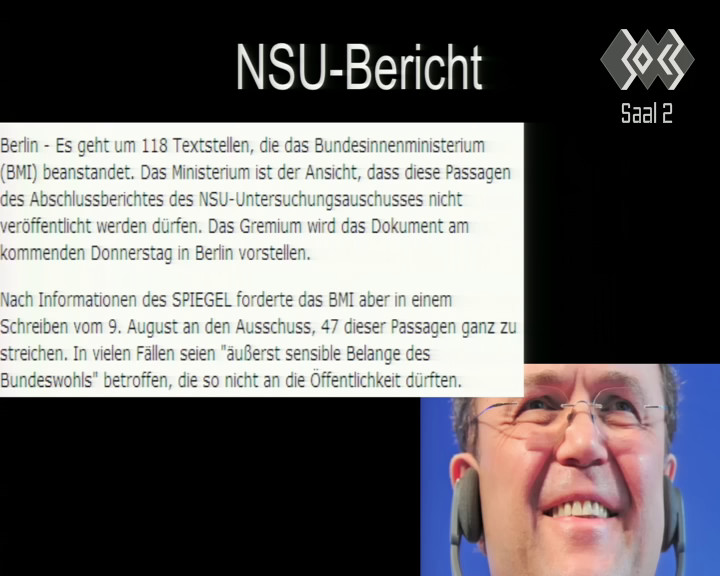 NSU-Bericht
Saal 2
Berlin - Es geht um 118 Textstellen, die das Bundesinnenministerium
(BMI) beanstandet. Das Ministerium ist der Ansicht, dass diese Passagen
des Abschlussberichtes des NSU-Untersuchungsauschusses nicht
veröffentlicht werden dürfen. Das Gremium wird das Dokument am
kommenden Donnerstag in Berlin vorstellen.
Nach Informationen des SPIEGEL forderte das BMI aber in einem
Schreiben vom 9. August an den Ausschuss, 47 dieser Passagen ganz zu
streichen. In vielen Fällen seien "äußerst sensible Belange des
Bundeswohls" betroffen, die so nicht an die Öffentlichkeit dürften.